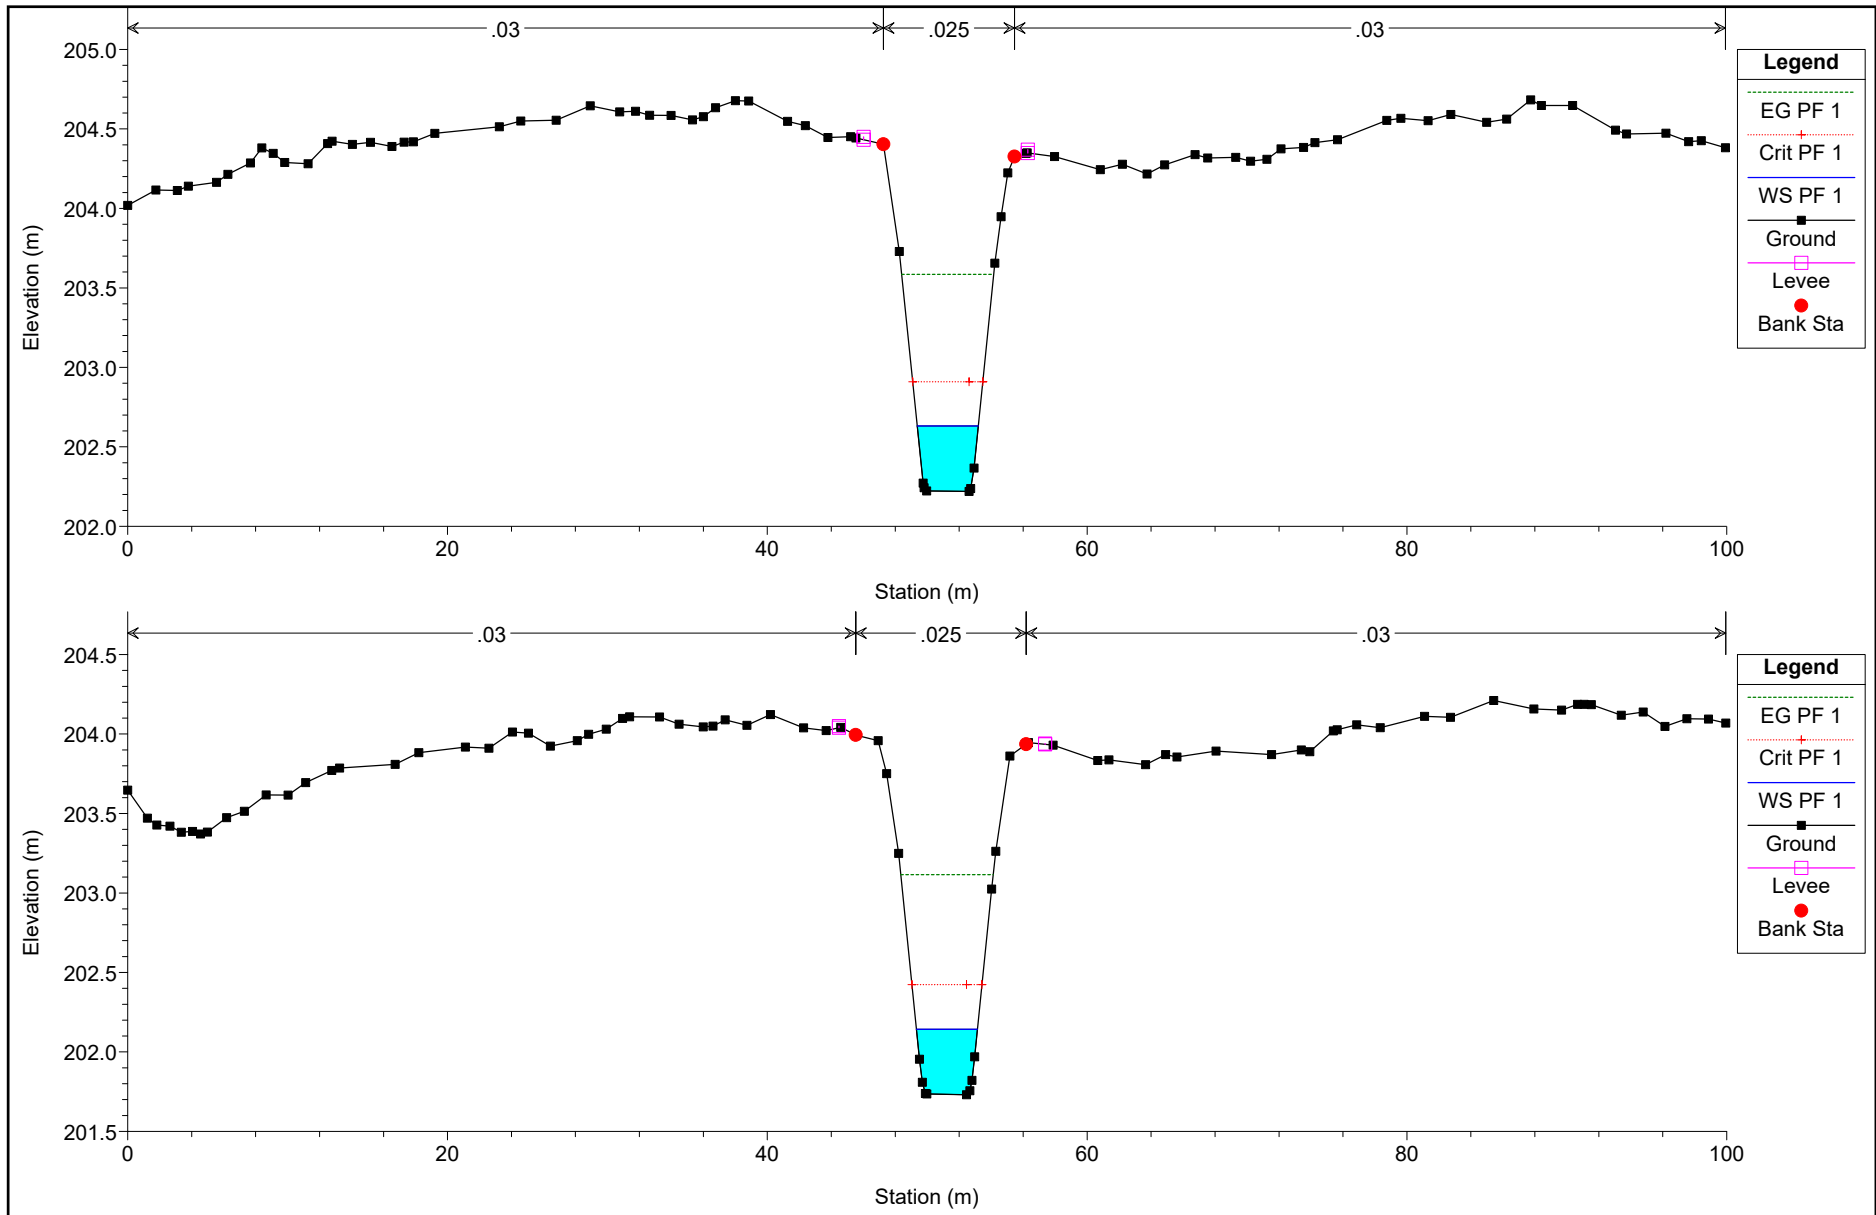 .03 .025 .03
205.0
204.5
204.0
203.5
203.0
202.5
202.0
Elevation (m)
0 20 40 60 80 100
Station (m)
Legend
EG PF 1
Crit PF 1
WS PF 1
Ground
Levee
Bank Sta
.03 .025 .03
204.5
204.0
203.5
203.0
202.5
202.0
201.5
Elevation (m)
0 20 40 60 80 100
Station (m)
Legend
EG PF 1
Crit PF 1
WS PF 1
Ground
Levee
Bank Sta